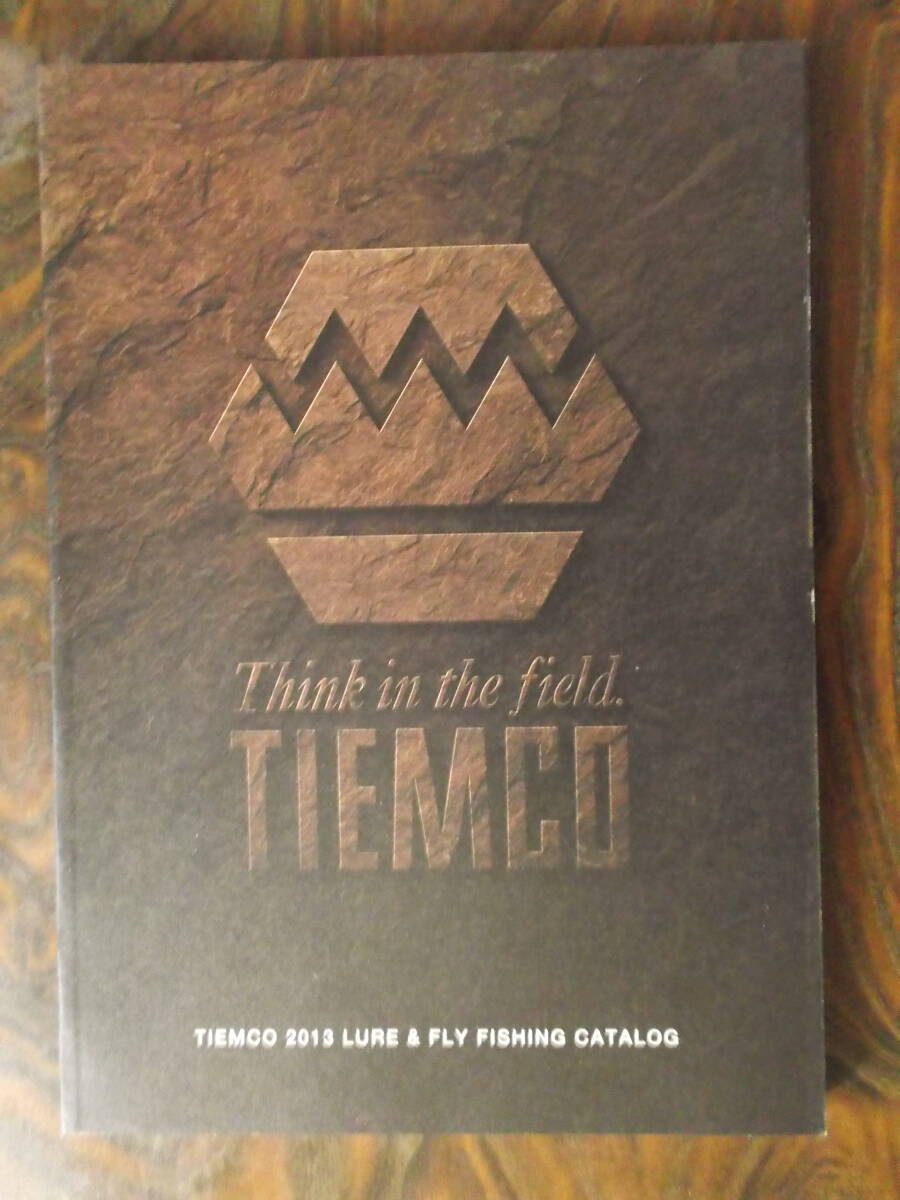 Think in the field.
TIEMCO
TIEMCO 2013 LURE & FLY FISHING CATALOG